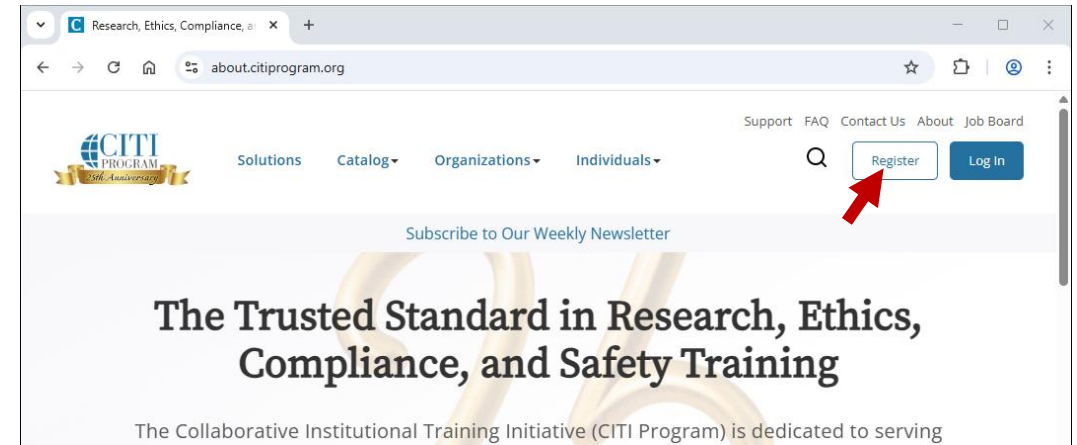 Research, Ethics, Compliance, a
about.citiprogram.org
Support FAQ Contact Us About Job Board
CITI
PROGRAM
25th Anniversary
Solutions Catalog Organizations Individuals Register Log In
Subscribe to Our Weekly Newsletter
The Trusted Standard in Research, Ethics,
Compliance, and Safety Training
The Collaborative Institutional Training Initiative (CITI Program) is dedicated to serving